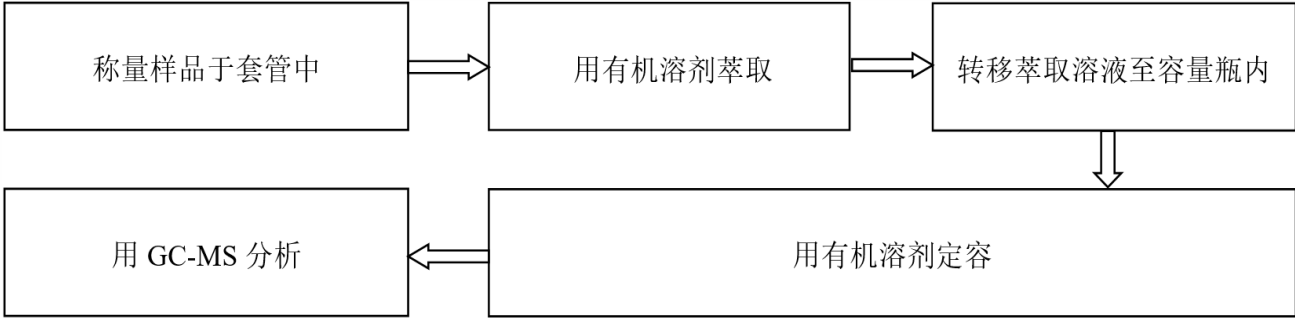 称量样品于套管中
用有机溶剂萃取
转移萃取溶液至容量瓶内
用有机溶剂定容
用 GC-MS 分析